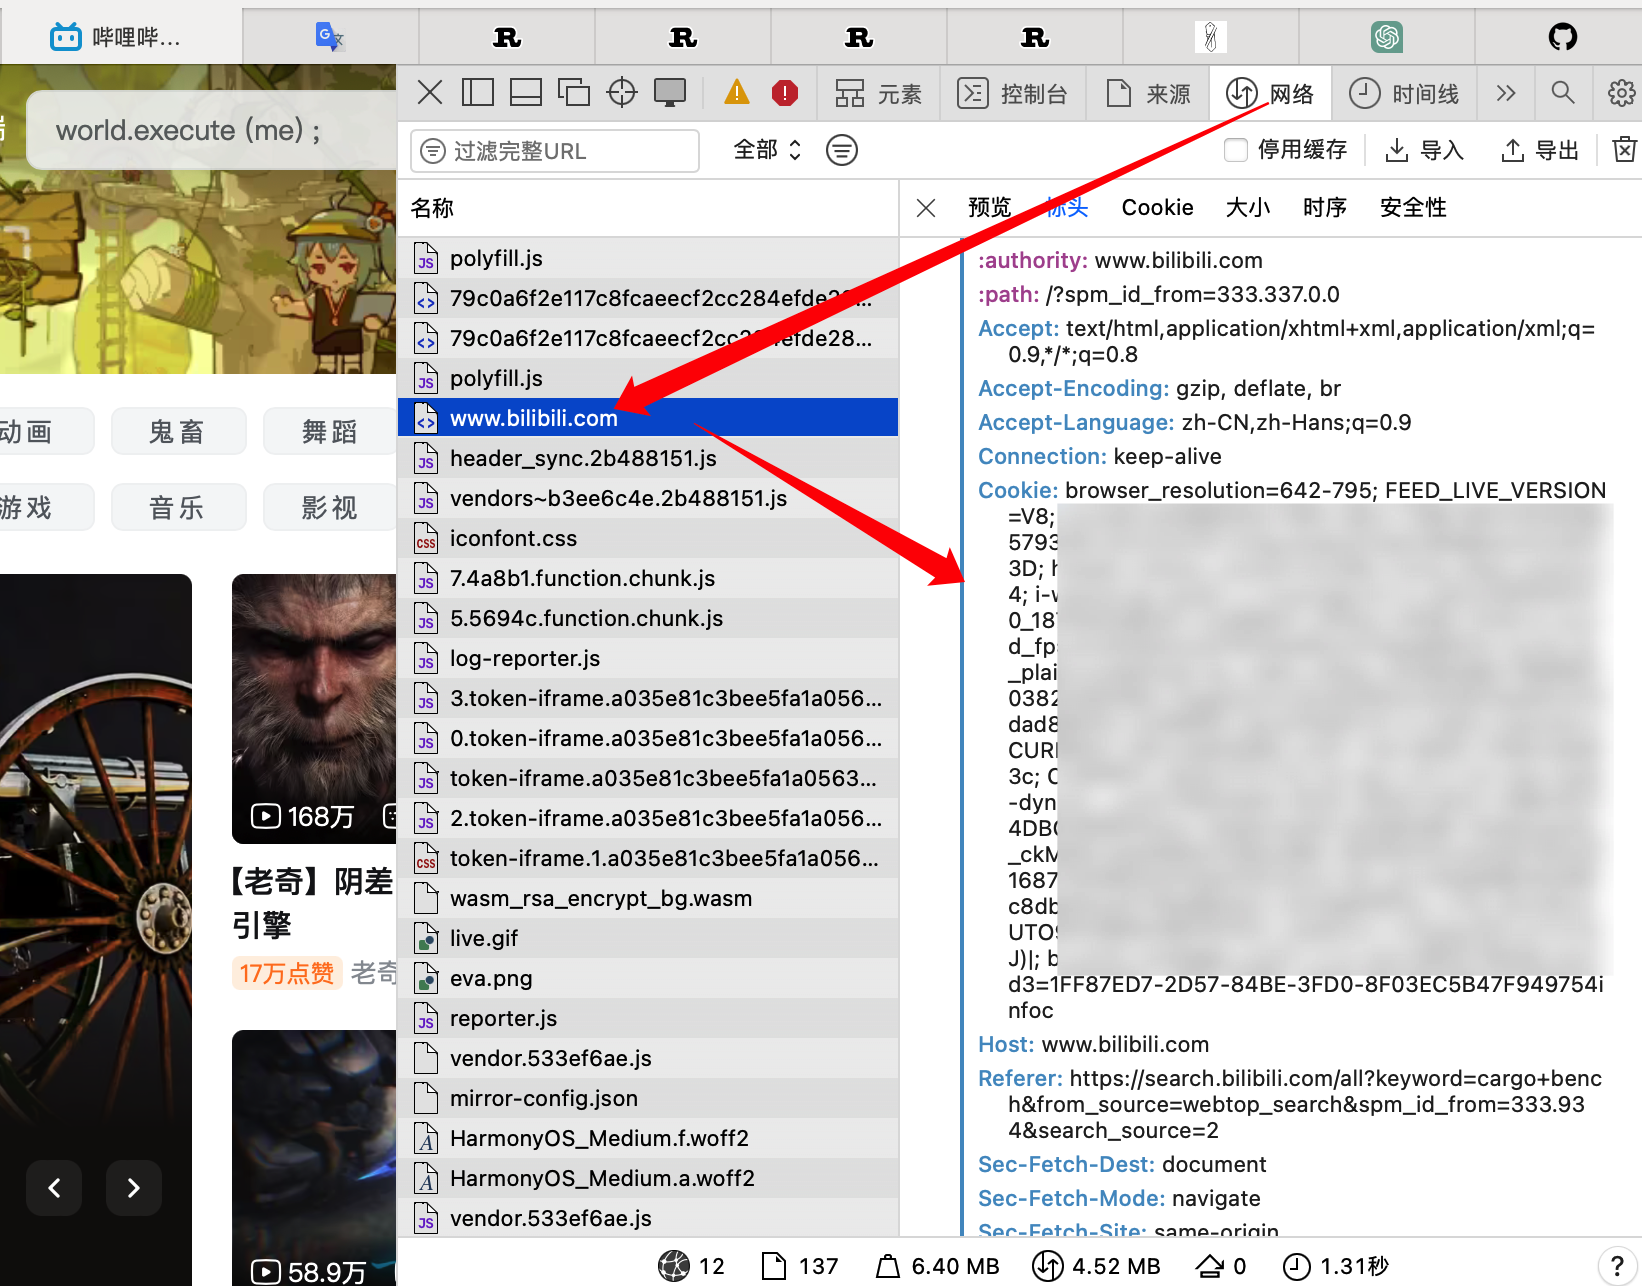 哔哩哔...
元素
控制台
来源
网络
时间线
world.execute (me) ;
过滤完整URL
全部
停用缓存
导入
导出
名称
预览
标头
Cookie
大小
时序
安全性
polyfill.js
79c0a6f2e117c8fcaeecf2cc284efde28...
79c0a6f2e117c8fcaeecf2cc284efde28...
polyfill.js
www.bilibili.com
header_sync.2b488151.js
vendors~b3ee6c4e.2b488151.js
iconfont.css
7.4a8b1.function.chunk.js
5.5694c.function.chunk.js
log-reporter.js
3.token-iframe.a035e81c3bee5fa1a056...
0.token-iframe.a035e81c3bee5fa1a056...
token-iframe.a035e81c3bee5fa1a0563...
2.token-iframe.a035e81c3bee5fa1a056...
token-iframe.1.a035e81c3bee5fa1a056...
wasm_rsa_encrypt_bg.wasm
live.gif
eva.png
reporter.js
vendor.533ef6ae.js
mirror-config.json
HarmonyOS_Medium.f.woff2
HarmonyOS_Medium.a.woff2
vendor.533ef6ae.js
:authority: www.bilibili.com
:path: /?spm_id_from=333.337.0.0
Accept: text/html,application/xhtml+xml,application/xml;q=
0.9,*/*;q=0.8
Accept-Encoding: gzip, deflate, br
Accept-Language: zh-CN,zh-Hans;q=0.9
Connection: keep-alive
Cookie: browser_resolution=642-795; FEED_LIVE_VERSION
=V8;
5793
3D;
4;
0_18
d_fp
_plai
0382
dad8
CUR
3c;
-dyn
4DB
_ck
1687
c8db
UTO
J)|; b
d3=1FF87ED7-2D57-84BE-3FD0-8F03EC5B47F949754i
nfoc
Host: www.bilibili.com
Referer: https://search.bilibili.com/all?keyword=cargo+benc
h&from_source=webtop_search&spm_id_from=333.93
4&search_source=2
Sec-Fetch-Dest: document
Sec-Fetch-Mode: navigate
Sec-Fetch-Site: same-origin
动画
鬼畜
舞蹈
游戏
音乐
影视
168万
【老奇】阴差
引擎
17万点赞 老奇
58.9万
12
137
6.40 MB
4.52 MB
0
1.31秒
?